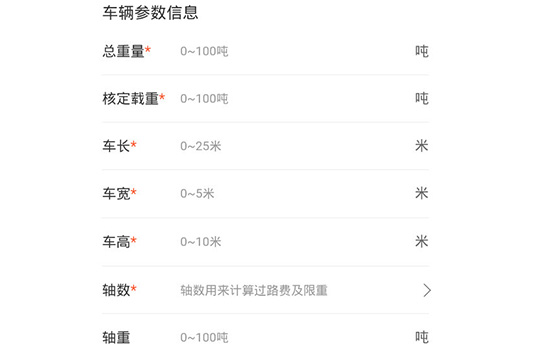 车辆参数信息
总重量* 0~100吨 吨
核定载重* 0~100吨 吨
车长* 0~25米 米
车宽* 0~5米 米
车高* 0~10米 米
轴数* 轴数用来计算过路费及限重
轴重 0~100吨 吨